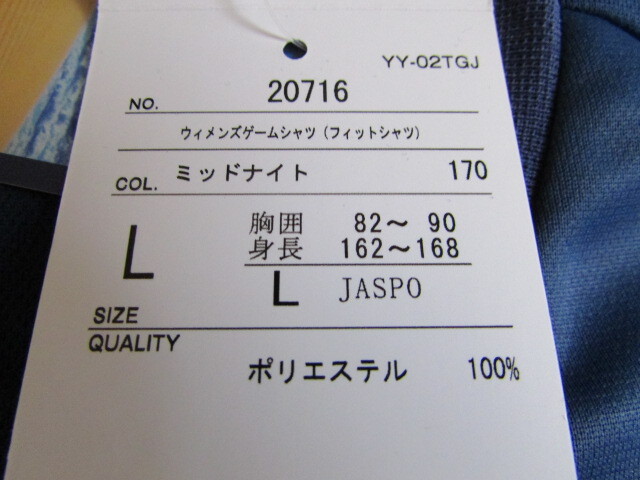 YY-02TGJ
NO. 20716
ウィメンズゲームシャツ(フィットシャツ)
COL. ミッドナイト 170
胸囲 82〜 90
身長 162〜168
L
L JASPO
SIZE
QUALITY
ポリエステル 100%